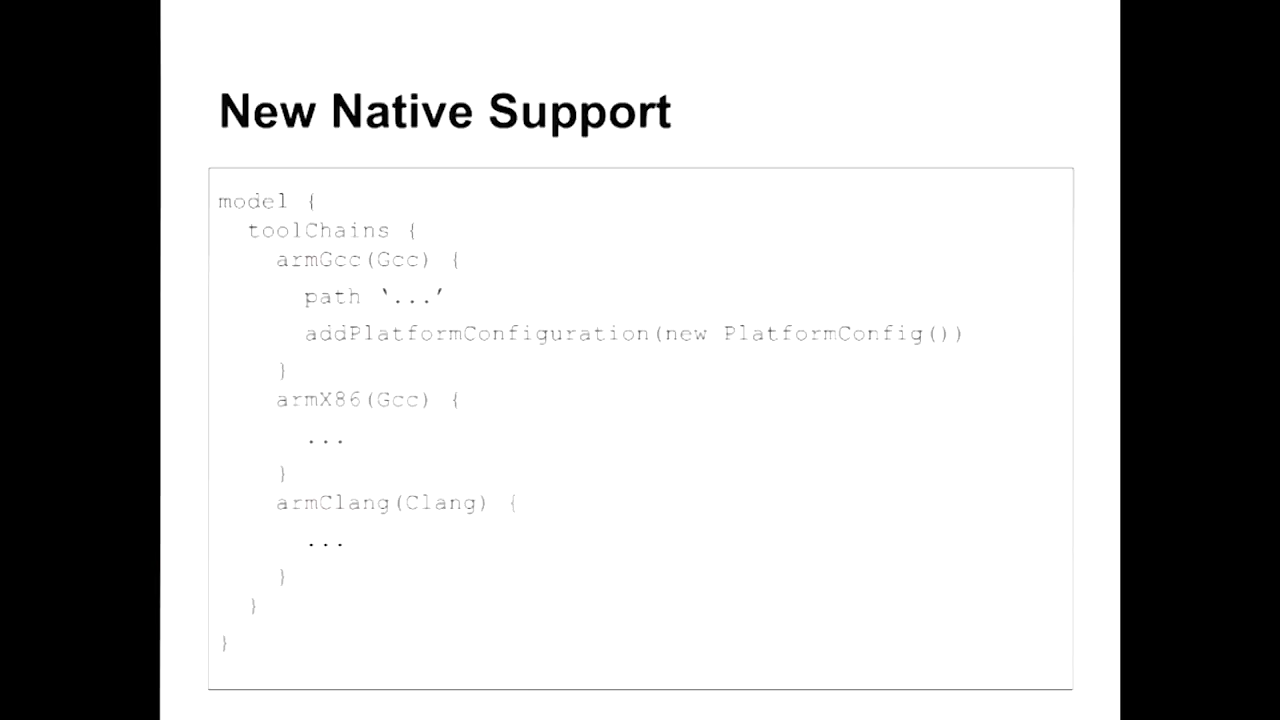 New Native Support
model {
toolChains {
armGcc(Gcc) {
path ‘...’
addPlatformConfiguration(new PlatformConfig())
}
armX86(Gcc) {
...
}
armClang(Clang) {
...
}
}
}